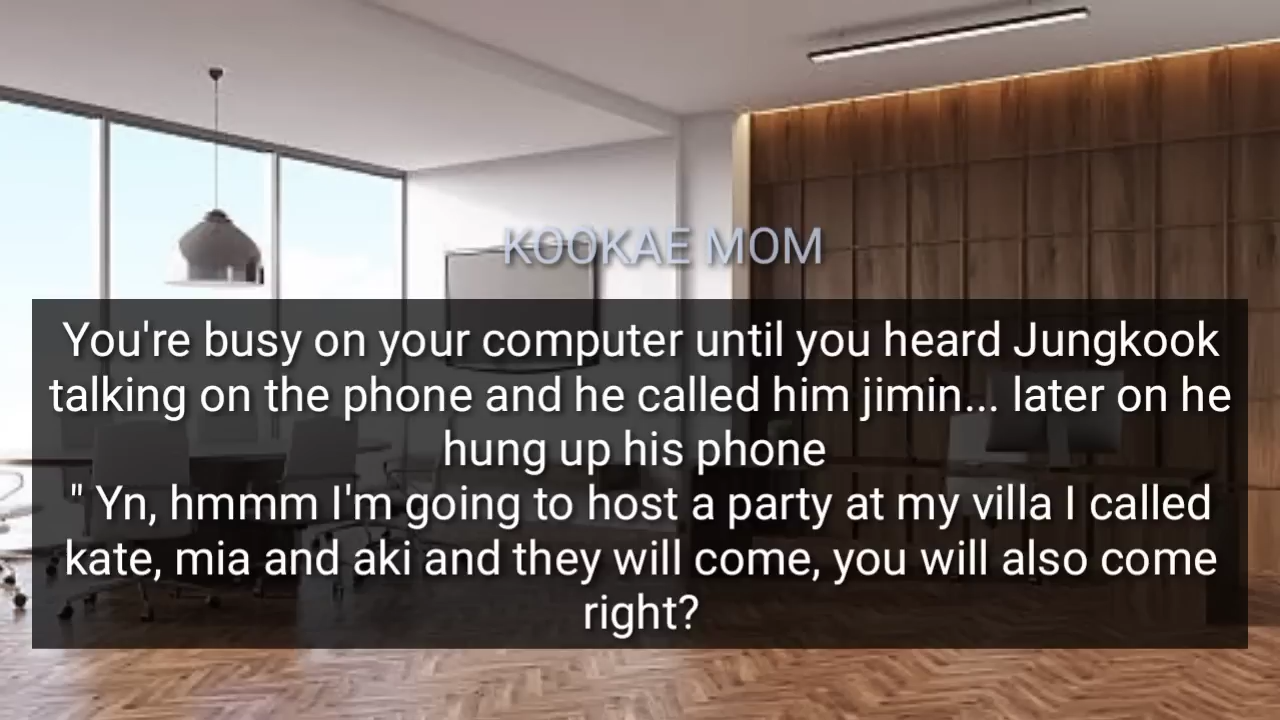 KOOKAE MOM
You're busy on your computer until you heard Jungkook
talking on the phone and he called him jimin... later on he
hung up his phone
" Yn, hmmm I'm going to host a party at my villa I called
kate, mia and aki and they will come, you will also come
right?